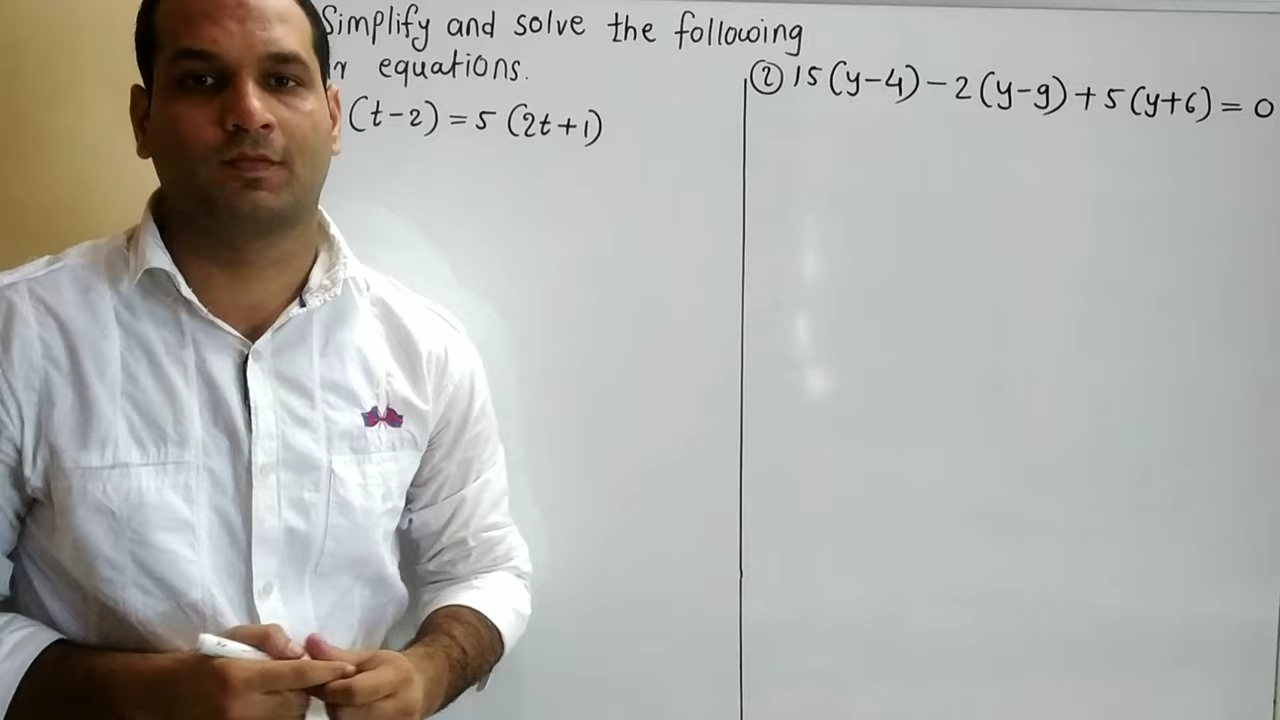 Simplify and solve the following
r equations.
(t-2) = 5 (2t+1)
② 15(y-4) - 2(y-9) + 5(y+6) = 0